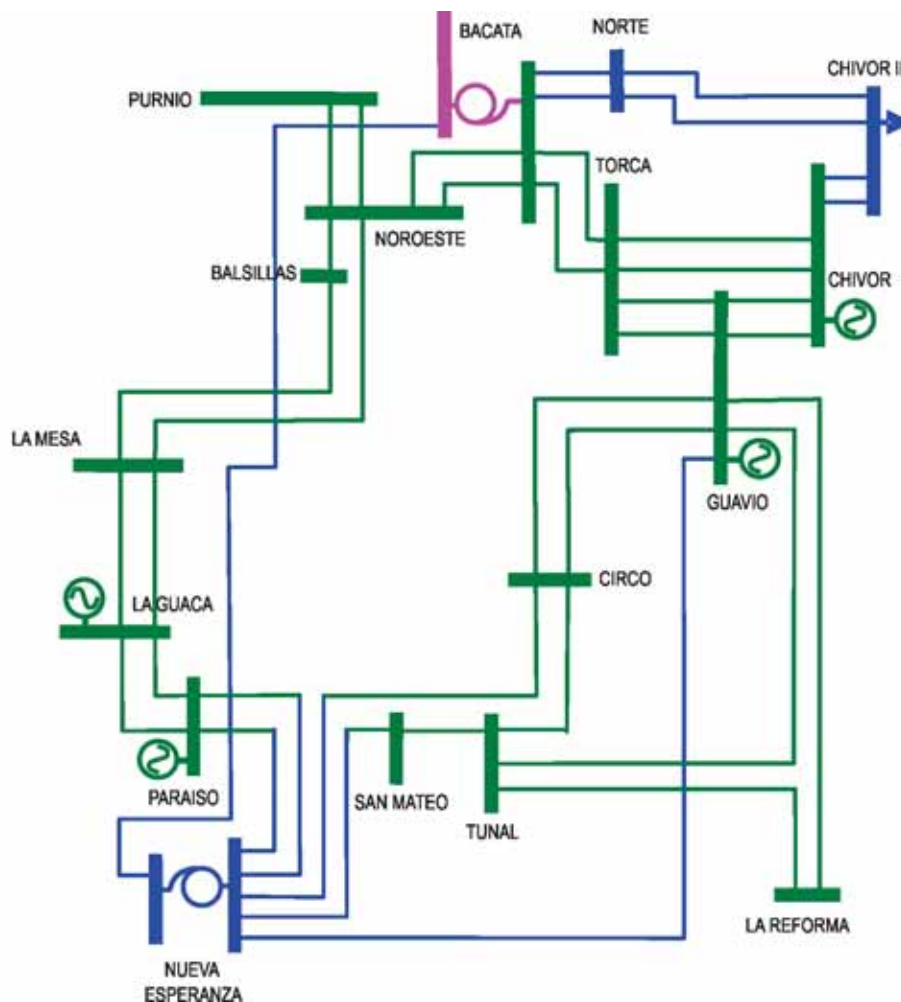 BACATA
NORTE
CHIVOR II
PURNIO
TORCA
NOROESTE
BALSILLAS
CHIVOR
LA MESA
GUAVIO
CIRCO
LA GUACA
PARAISO
SAN MATEO
TUNAL
LA REFORMA
NUEVA
ESPERANZA